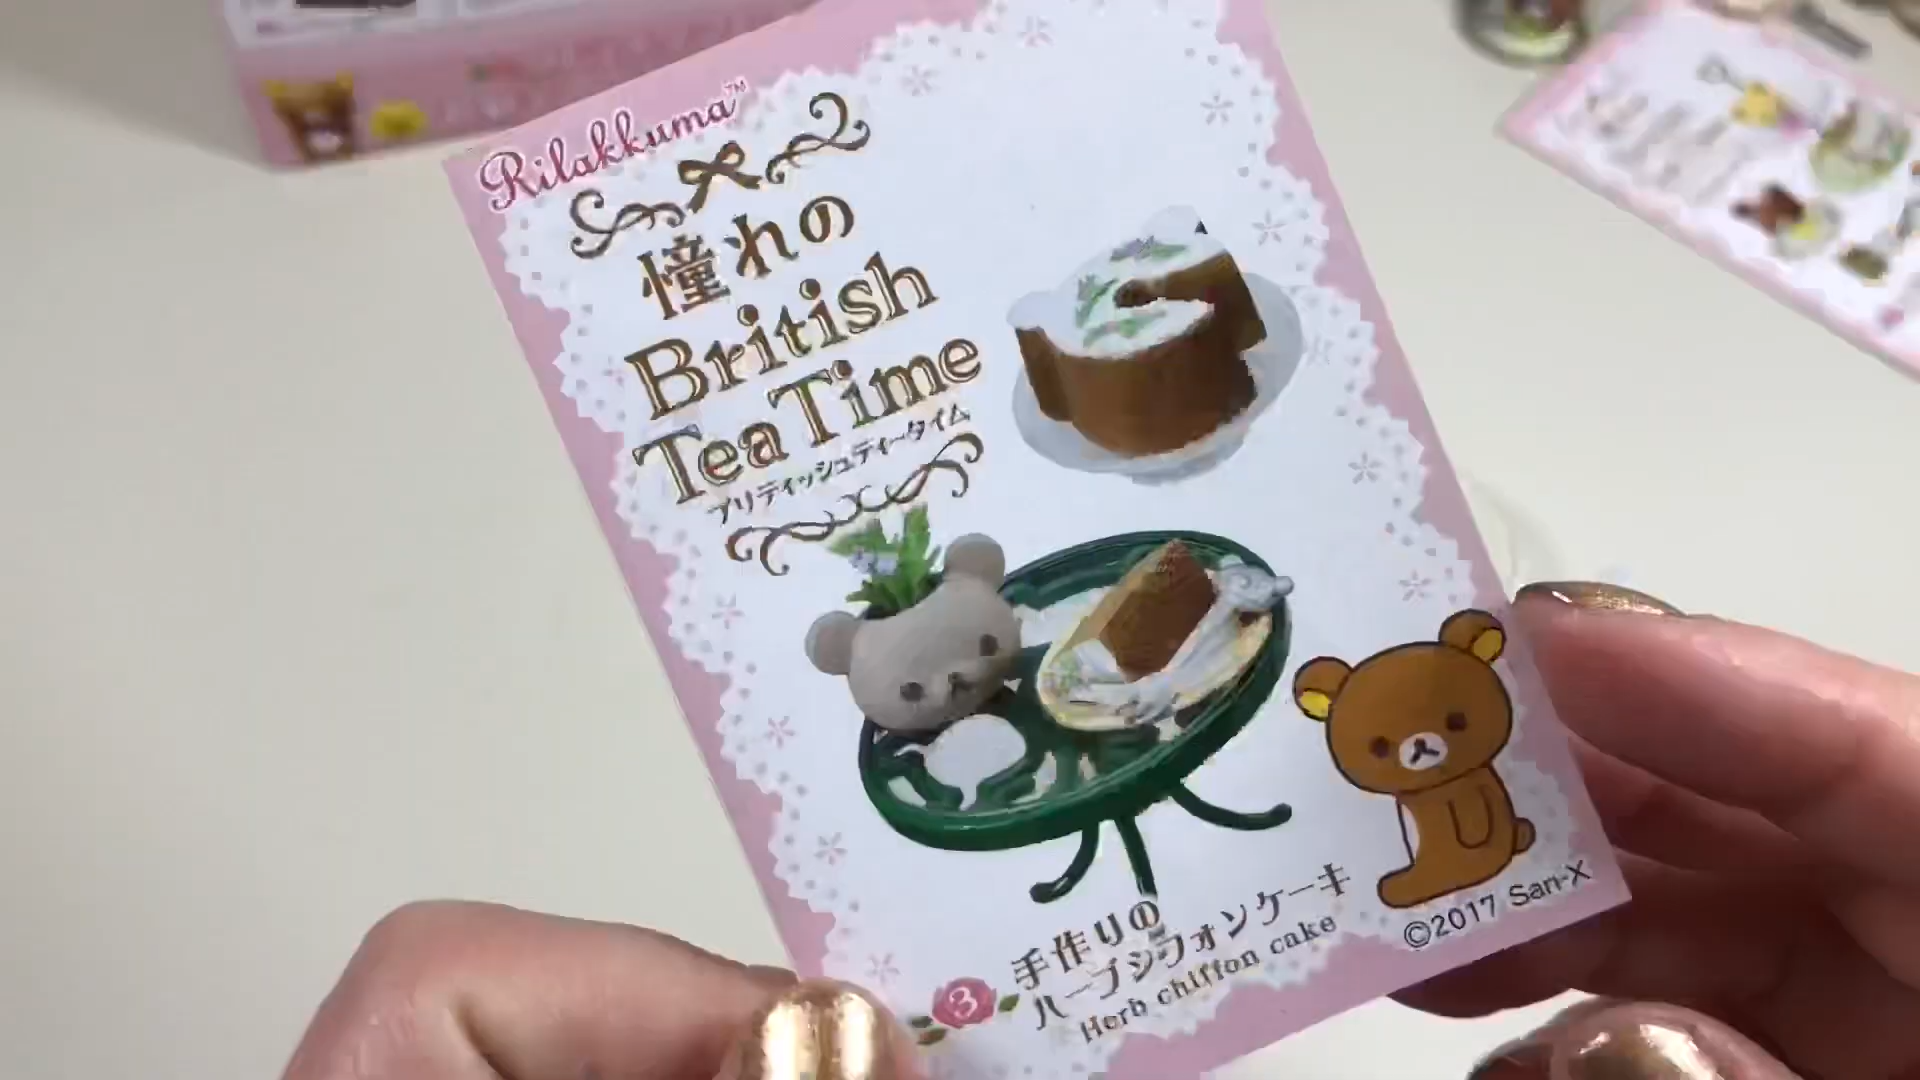 Rilakkuma™
憧れの
British
Tea Time
ブリティッシュティータイム
手作りの
ハーブシフォンケーキ
3
Herb chiffon cake
©2017 San-X